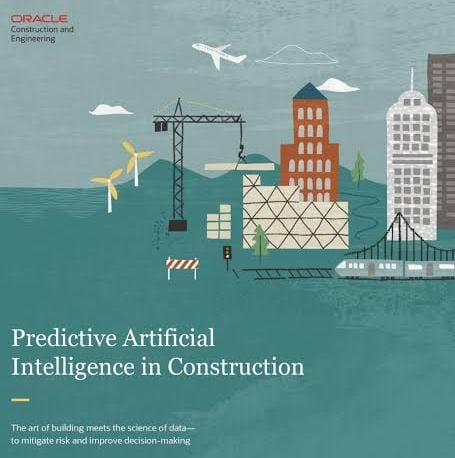 ORACLE
Construction and
Engineering
Predictive Artificial
Intelligence in Construction
The art of building meets the science of data—
to mitigate risk and improve decision-making